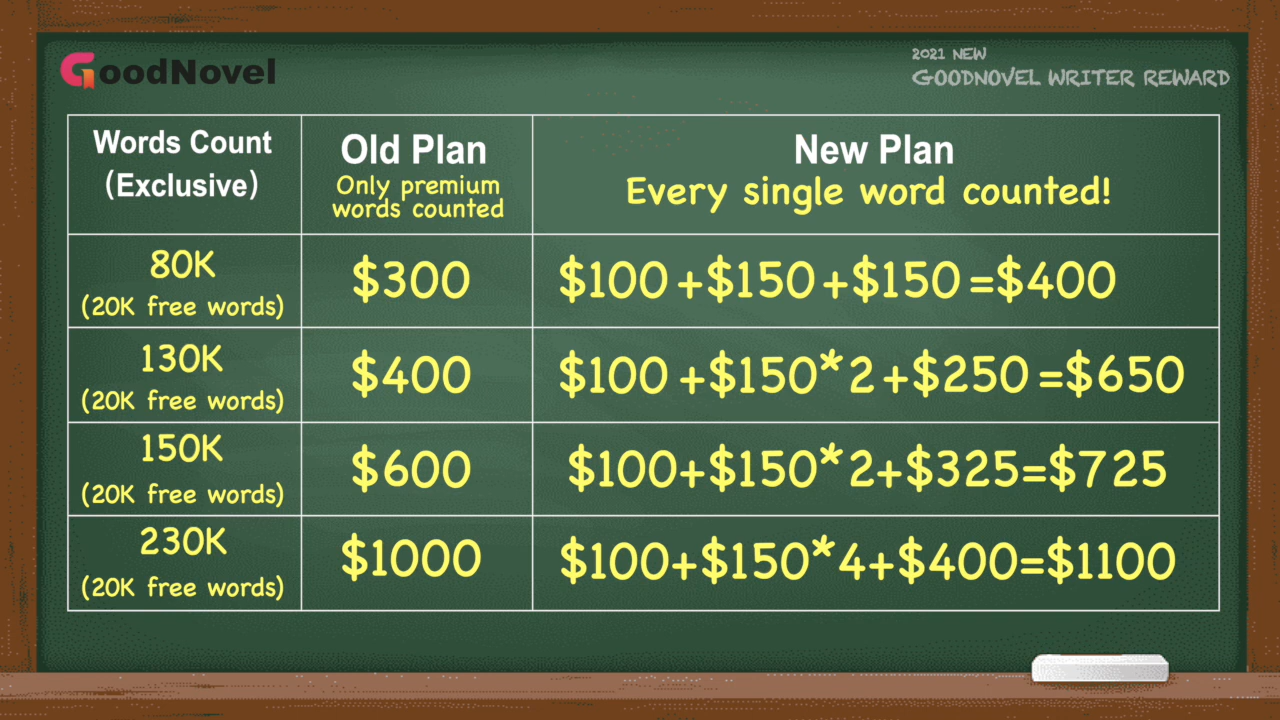 GoodNovel
2021 NEW
GOODNOVEL WRITER REWARD
Words Count
(Exclusive)
Old Plan
Only premium
words counted
New Plan
Every single word counted!
80K
(20K free words)
$300
$100+$150+$150=$400
130K
(20K free words)
$400
$100+$150*2+$250=$650
150K
(20K free words)
$600
$100+$150*2+$325=$725
230K
(20K free words)
$1000
$100+$150*4+$400=$1100